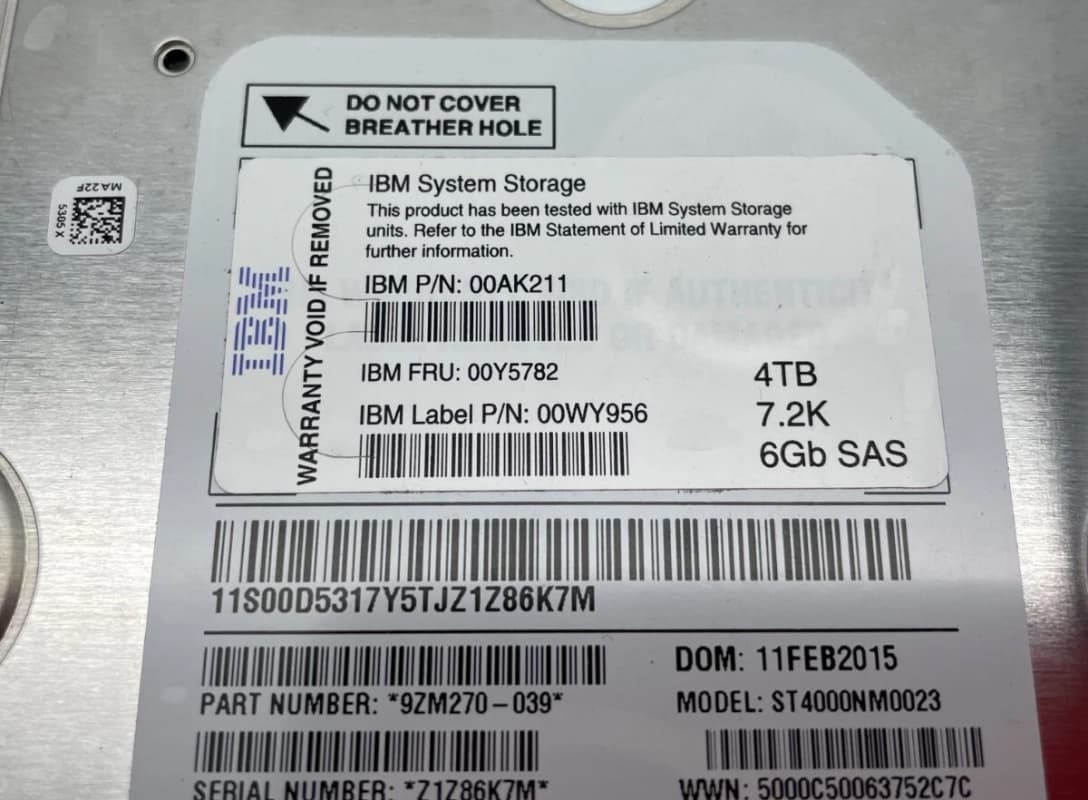 DO NOT COVER
BREATHER HOLE
MA22F
5305 X
IBM
WARRANTY VOID IF REMOVED
IBM System Storage
This product has been tested with IBM System Storage
units. Refer to the IBM Statement of Limited Warranty for
further information.
IBM P/N: 00AK211
IBM FRU: 00Y5782
IBM Label P/N: 00WY956
4TB
7.2K
6Gb SAS
11S00D5317Y5TJZ1Z86K7M
DOM: 11FEB2015
PART NUMBER: *9ZM270-039*
MODEL: ST4000NM0023
SERIAL NUMBER: *Z1Z86K7M*
WWN: 5000C50063752C7C